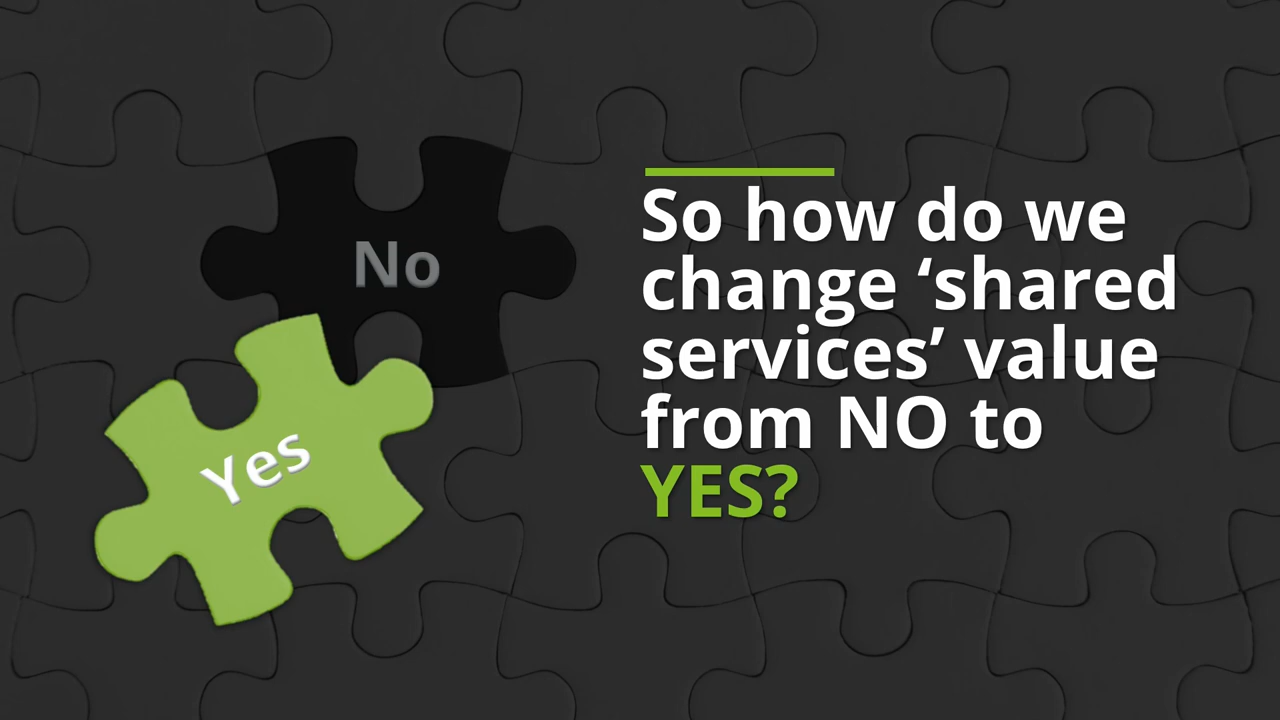 No
Yes
So how do we
change ‘shared
services’ value
from NO to
YES?